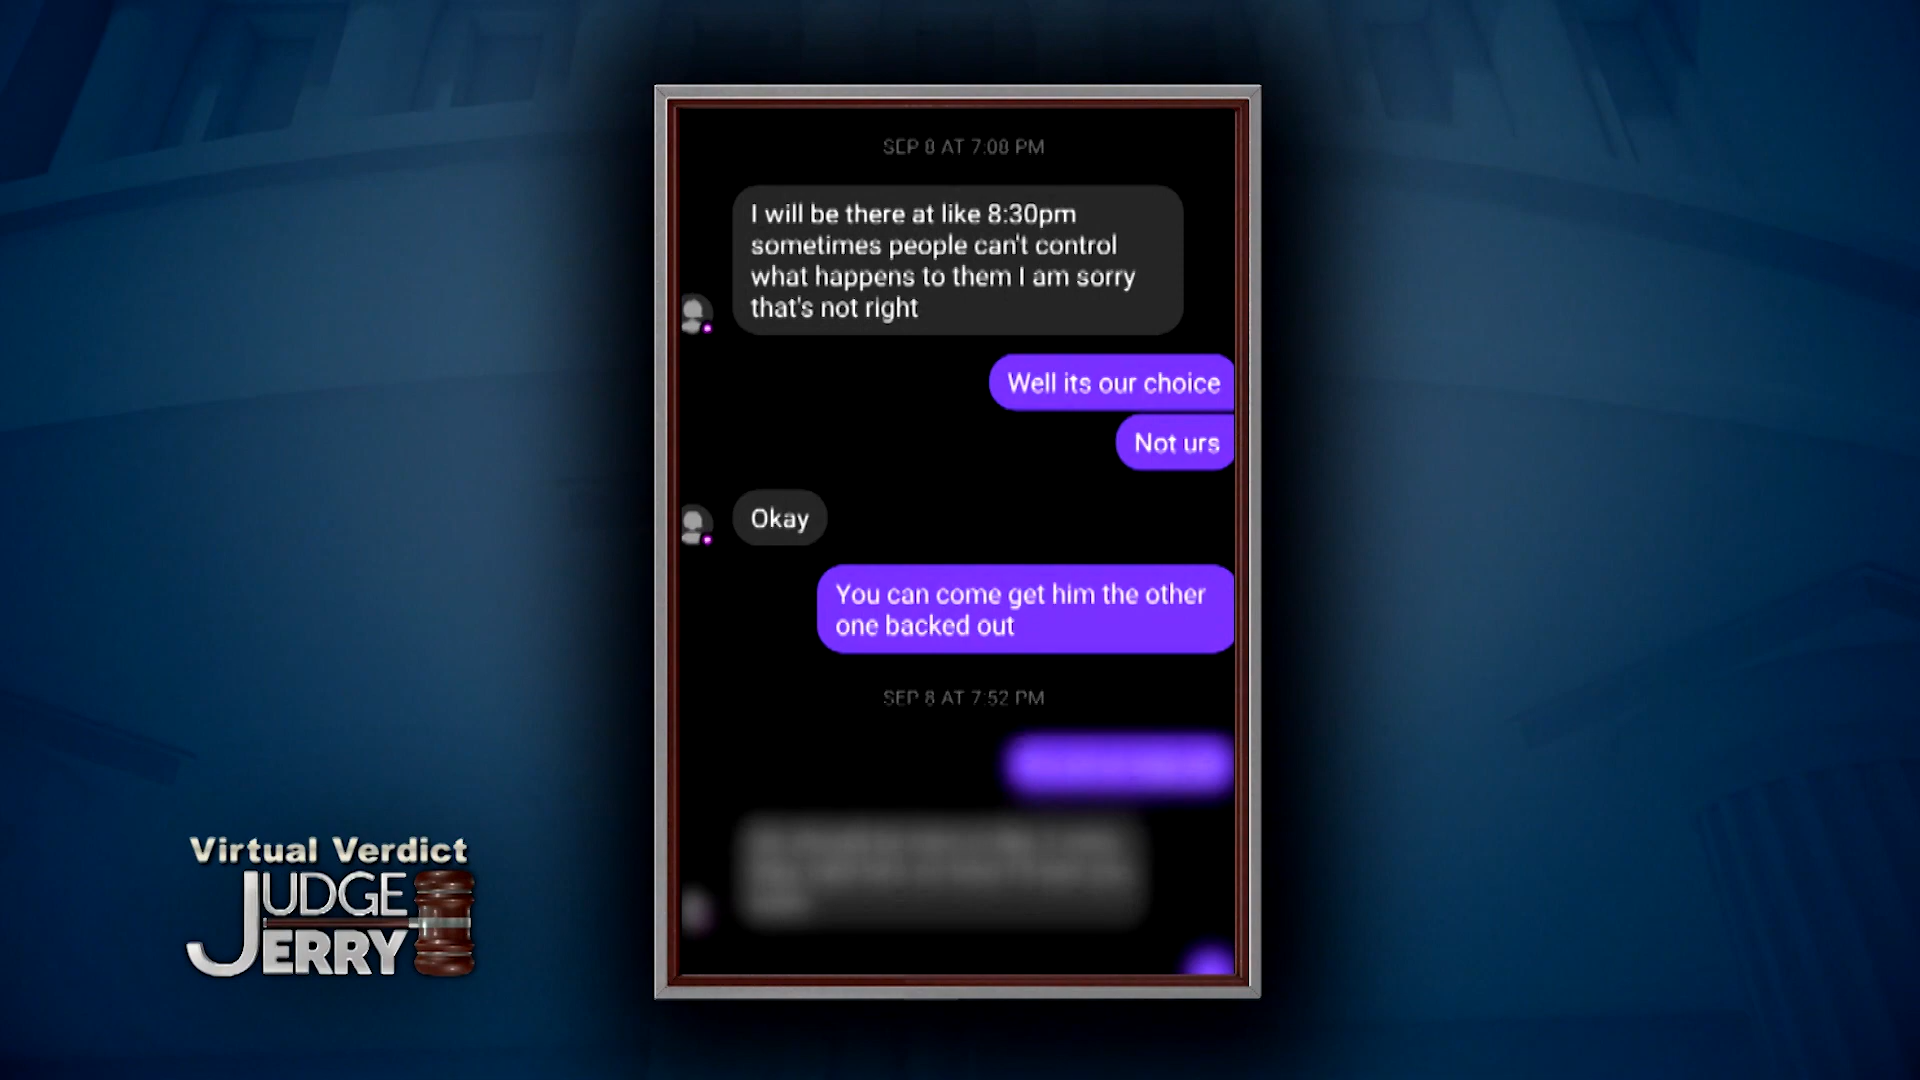 SEP 8 AT 7:08 PM
I will be there at like 8:30pm
sometimes people can't control
what happens to them I am sorry
that's not right
Well its our choice
Not urs
Okay
You can come get him the other
one backed out
SEP 8 AT 7:52 PM
Virtual Verdict
JUDGE
JERRY